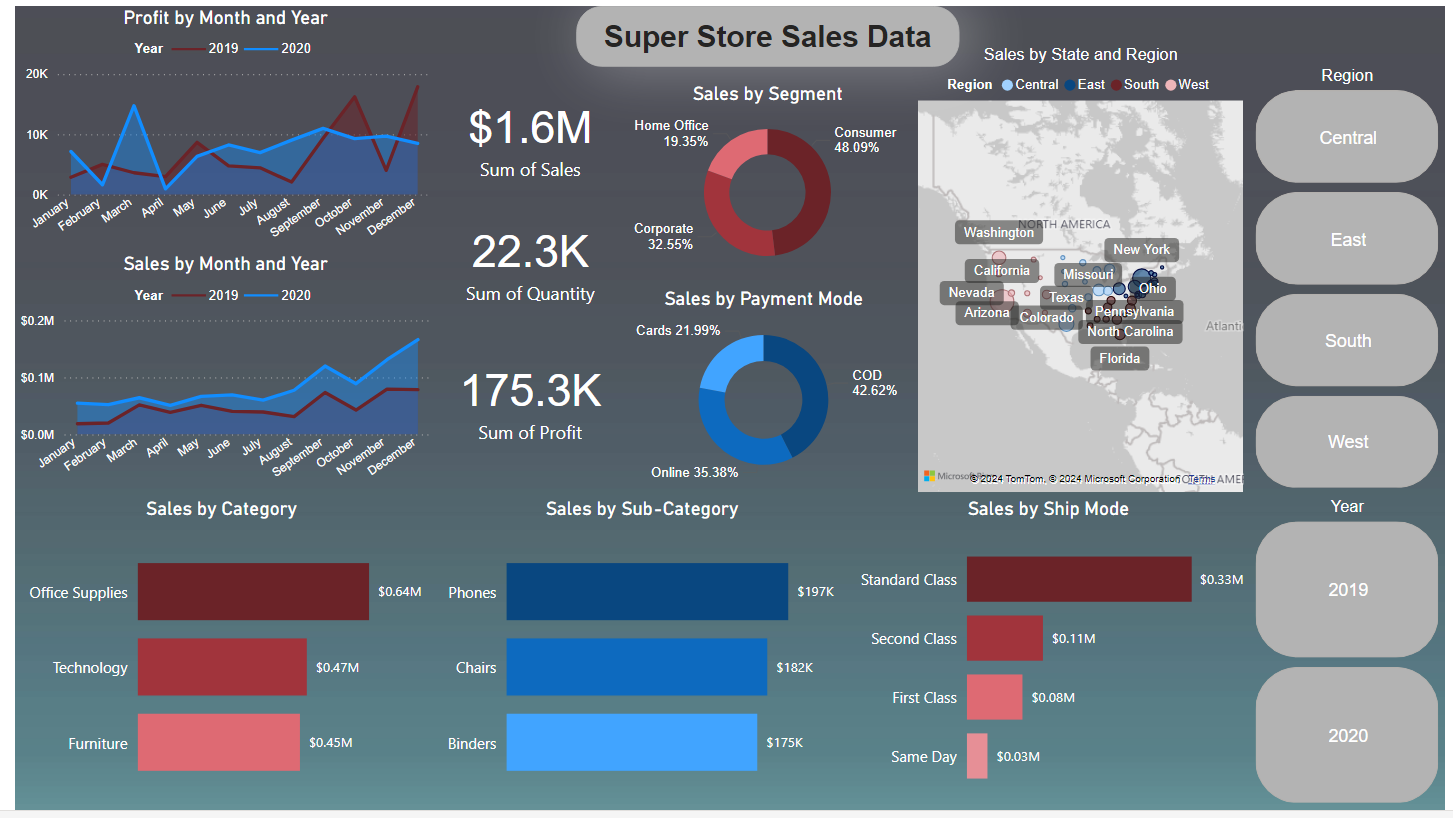 Super Store Sales Data
Profit by Month and Year
Year 2019 2020
20K
10K
0K
January February March April May June July August September October November December
Sales by Month and Year
Year 2019 2020
$0.2M
$0.1M
$0.0M
January February March April May June July August September October November December
$1.6M
Sum of Sales
22.3K
Sum of Quantity
175.3K
Sum of Profit
Sales by Segment
Home Office
19.35%
Consumer
48.09%
Corporate
32.55%
Sales by Payment Mode
Cards 21.99%
COD
42.62%
Online 35.38%
Sales by State and Region
Region Central East South West
NORTH AMERICA
Washington
New York
California
Missouri
Nevada
Texas
Ohio
Arizona
Colorado
Pennsylvania
North Carolina
Florida
Atlanti
© 2024 TomTom, © 2024 Microsoft Corporation Terms
Region
Central
East
South
West
Year
2019
2020
Sales by Category
Office Supplies $0.64M
Technology $0.47M
Furniture $0.45M
Sales by Sub-Category
Phones $197K
Chairs $182K
Binders $175K
Sales by Ship Mode
Standard Class $0.33M
Second Class $0.11M
First Class $0.08M
Same Day $0.03M